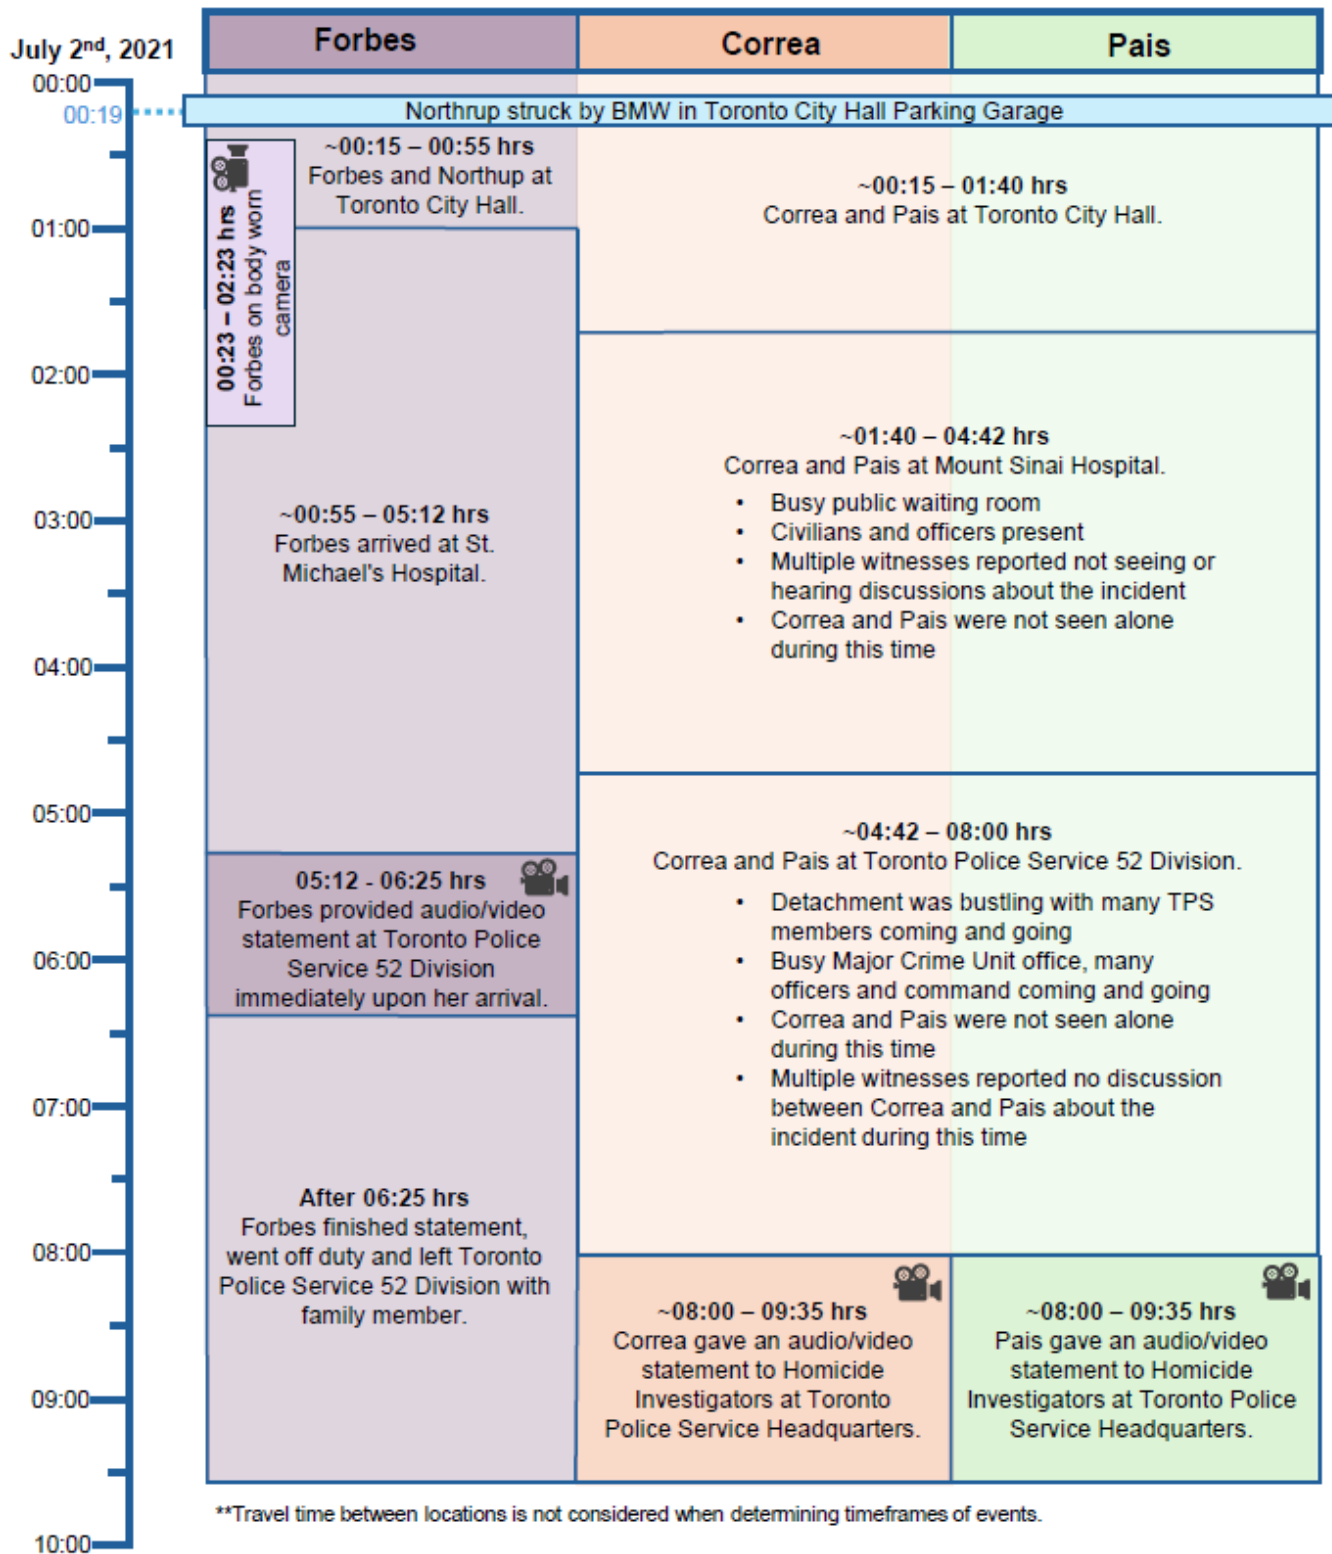 July 2nd, 2021
Forbes
Correa
Pais
00:00
00:19
Northrup struck by BMW in Toronto City Hall Parking Garage
~00:15 – 00:55 hrs
Forbes and Northup at
Toronto City Hall.
00:23 – 02:23 hrs
Forbes on body worn
camera
~00:15 – 01:40 hrs
Correa and Pais at Toronto City Hall.
01:00
02:00
~01:40 – 04:42 hrs
Correa and Pais at Mount Sinai Hospital.
• Busy public waiting room
• Civilians and officers present
• Multiple witnesses reported not seeing or
hearing discussions about the incident
• Correa and Pais were not seen alone
during this time
03:00
~00:55 – 05:12 hrs
Forbes arrived at St.
Michael's Hospital.
04:00
05:00
~04:42 – 08:00 hrs
Correa and Pais at Toronto Police Service 52 Division.
• Detachment was bustling with many TPS
members coming and going
• Busy Major Crime Unit office, many
officers and command coming and going
• Correa and Pais were not seen alone
during this time
• Multiple witnesses reported no discussion
between Correa and Pais about the
incident during this time
05:12 - 06:25 hrs
Forbes provided audio/video
statement at Toronto Police
Service 52 Division
immediately upon her arrival.
06:00
07:00
After 06:25 hrs
Forbes finished statement,
went off duty and left Toronto
Police Service 52 Division with
family member.
08:00
~08:00 – 09:35 hrs
Correa gave an audio/video
statement to Homicide
Investigators at Toronto
Police Service Headquarters.
~08:00 – 09:35 hrs
Pais gave an audio/video
statement to Homicide
Investigators at Toronto Police
Service Headquarters.
09:00
**Travel time between locations is not considered when determining timeframes of events.
10:00